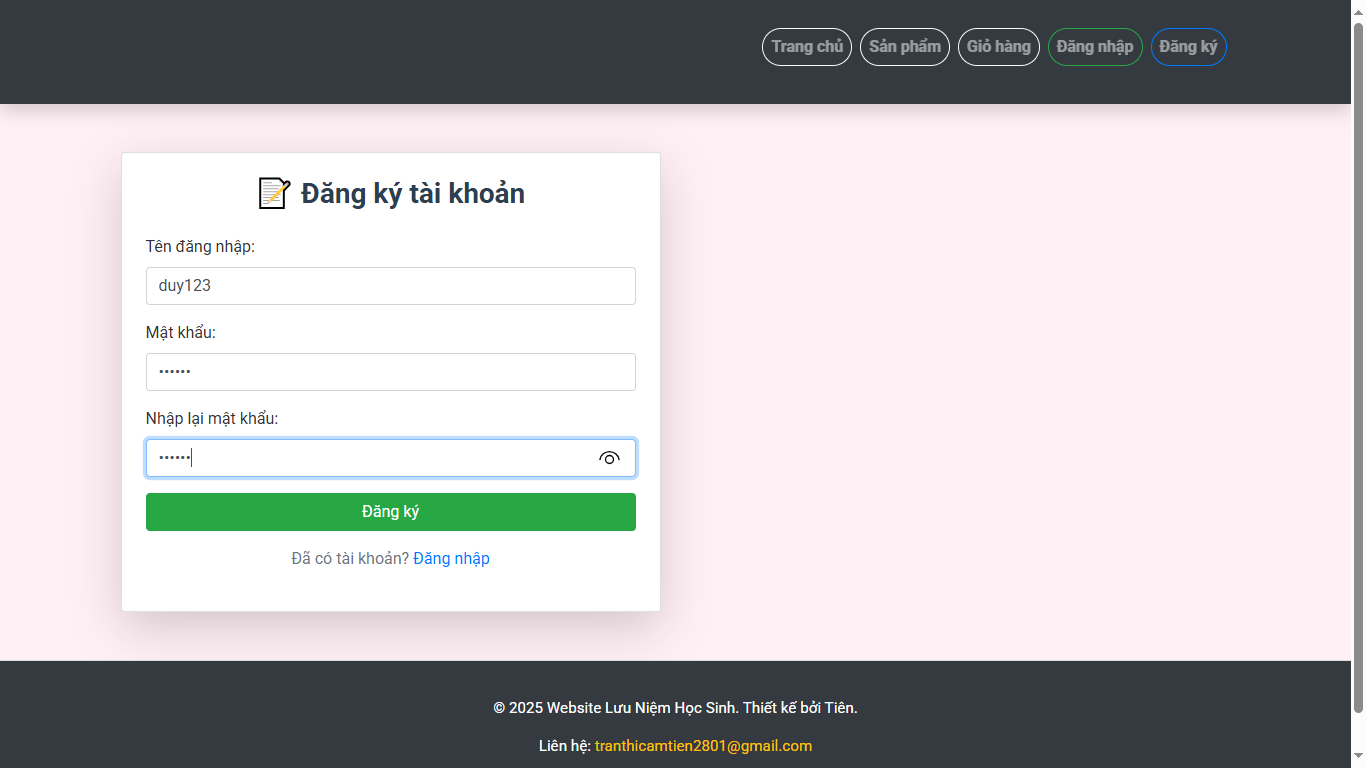 Trang chủ Sản phẩm Giỏ hàng Đăng nhập Đăng ký
Đăng ký tài khoản
Tên đăng nhập:
duy123
Mật khẩu:
••••••
Nhập lại mật khẩu:
••••••
Đăng ký
Đã có tài khoản? Đăng nhập
© 2025 Website Lưu Niệm Học Sinh. Thiết kế bởi Tiên.
Liên hệ: tranthicamtien2801@gmail.com